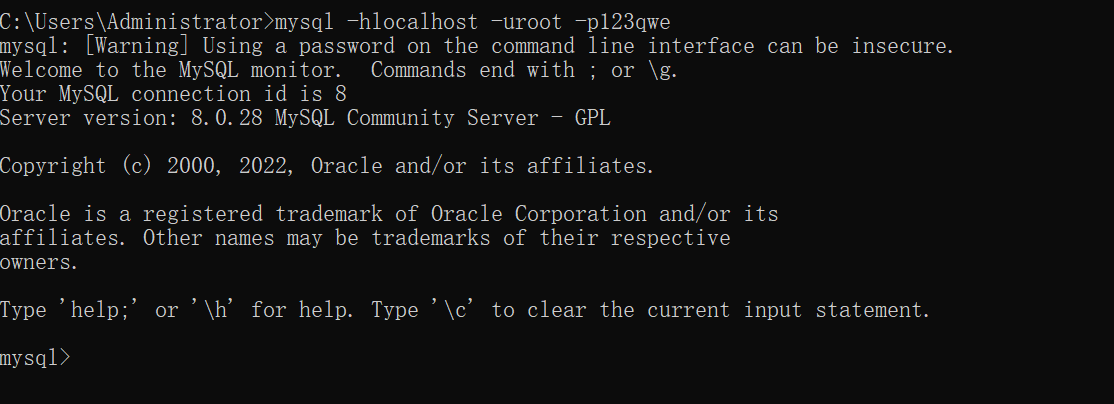 C:\Users\Administrator>mysql -hlocalhost -uroot -p123qwe
mysql: [Warning] Using a password on the command line interface can be insecure.
Welcome to the MySQL monitor.  Commands end with ; or \g.
Your MySQL connection id is 8
Server version: 8.0.28 MySQL Community Server - GPL
Copyright (c) 2000, 2022, Oracle and/or its affiliates.
Oracle is a registered trademark of Oracle Corporation and/or its
affiliates. Other names may be trademarks of their respective
owners.
Type 'help;' or '\h' for help. Type '\c' to clear the current input statement.
mysql>